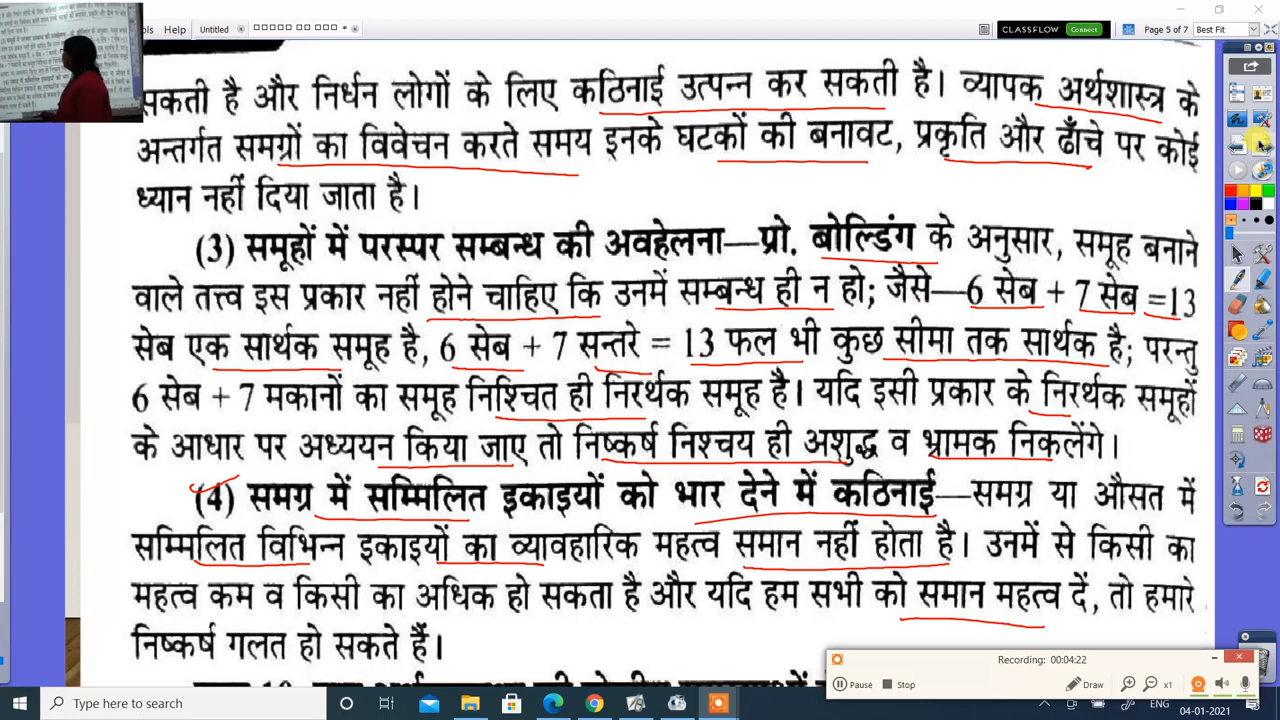 Tools Help Untitled CLASSFLOW Connect Page 5 of 7 Best Fit
सकती है और निर्धन लोगों के लिए कठिनाई उत्पन्न कर सकती है। व्यापक अर्थशास्त्र के
अन्तर्गत समग्रों का विवेचन करते समय इनके घटकों की बनावट, प्रकृति और ढाँचे पर कोई
ध्यान नहीं दिया जाता है।
(3) समूहों में परस्पर सम्बन्ध की अवहेलना—प्रो. बोल्डिंग के अनुसार, समूह बनाने
वाले तत्त्व इस प्रकार नहीं होने चाहिए कि उनमें सम्बन्ध ही न हो; जैसे—6 सेब + 7 सेब =13
सेब एक सार्थक समूह है, 6 सेब + 7 सन्तरे = 13 फल भी कुछ सीमा तक सार्थक है; परन्तु
6 सेब + 7 मकानों का समूह निश्चित ही निरर्थक समूह है। यदि इसी प्रकार के निरर्थक समूहों
के आधार पर अध्ययन किया जाए तो निष्कर्ष निश्चय ही अशुद्ध व भ्रामक निकलेंगे।
(4) समग्र में सम्मिलित इकाइयों को भार देने में कठिनाई—समग्र या औसत में
सम्मिलित विभिन्न इकाइयों का व्यावहारिक महत्व समान नहीं होता है। उनमें से किसी का
महत्व कम व किसी का अधिक हो सकता है और यदि हम सभी को समान महत्व दें, तो हमारे
निष्कर्ष गलत हो सकते हैं।
Recording: 00:04:22
Pause Stop Draw x1
Type here to search
ENG 04-01-2021